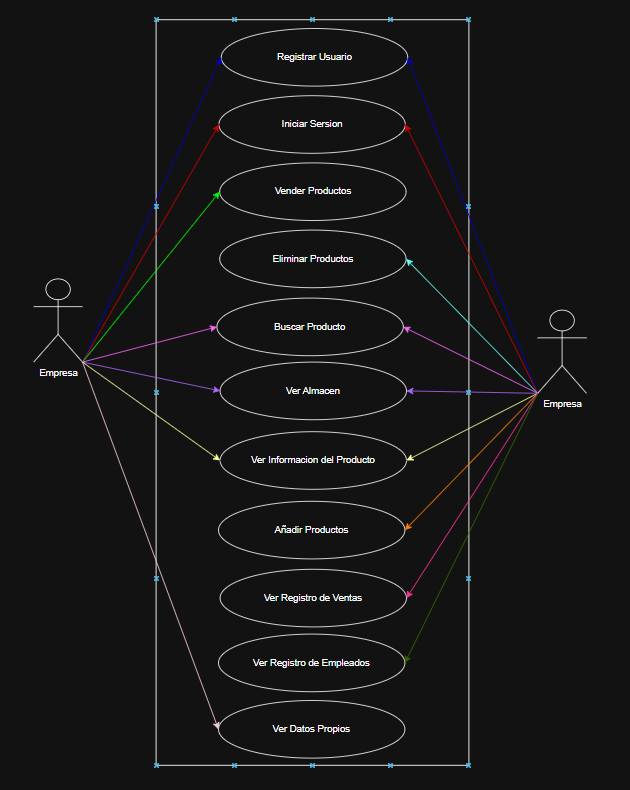 Registrar Usuario
Iniciar Sersion
Vender Productos
Eliminar Productos
Buscar Producto
Empresa
Ver Almacen
Empresa
Ver Informacion del Producto
Añadir Productos
Ver Registro de Ventas
Ver Registro de Empleados
Ver Datos Propios